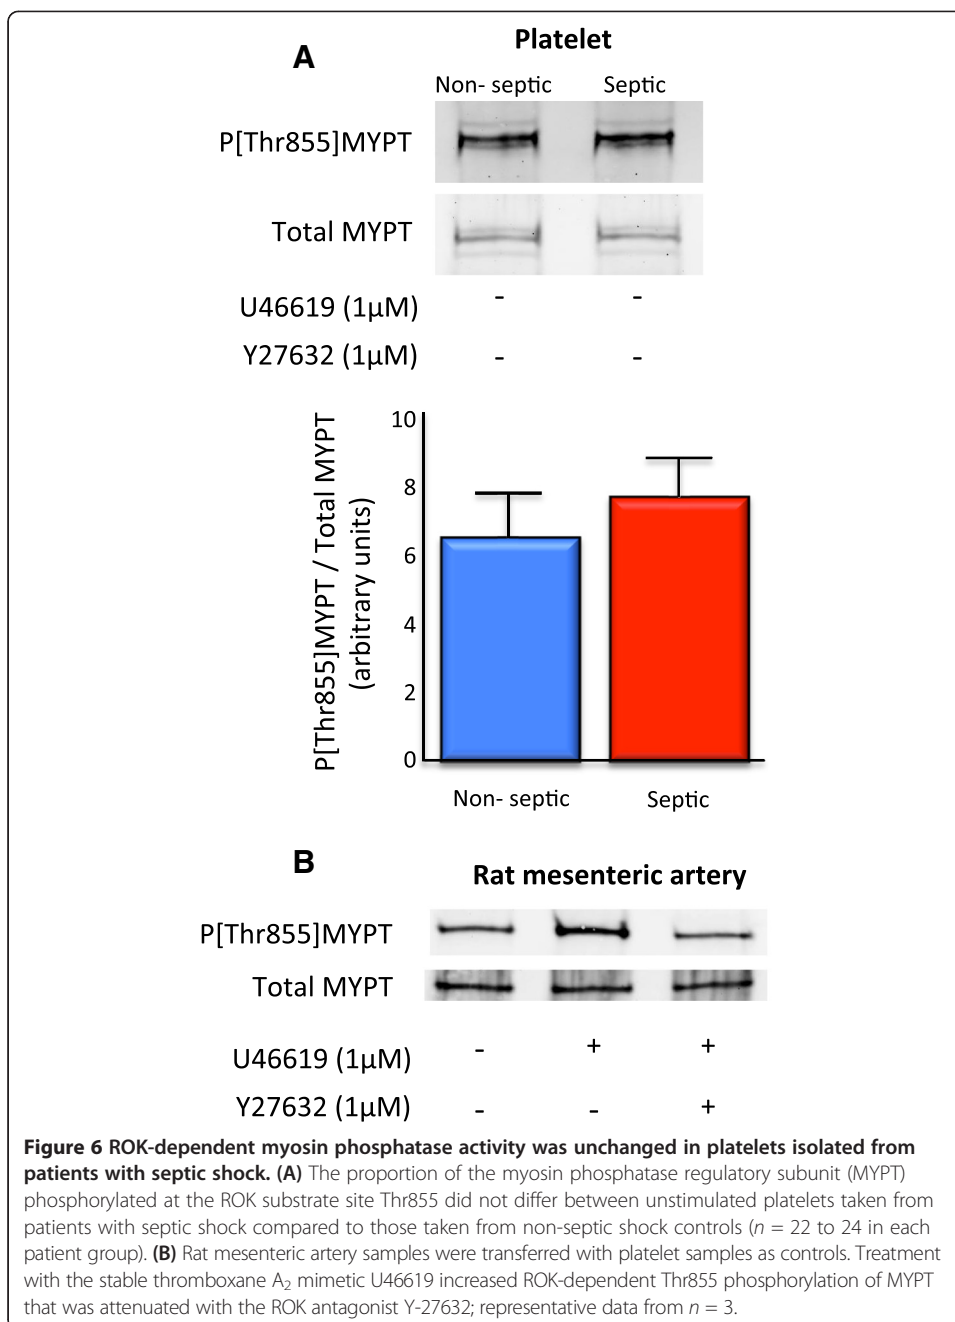 A
Platelet
Non- septic Septic
P[Thr855]MYPT
Total MYPT
U46619 (1µM) - -
Y27632 (1µM) - -
P[Thr855]MYPT / Total MYPT
(arbitrary units)
10
8
6
4
2
0
Non- septic Septic
B
Rat mesenteric artery
P[Thr855]MYPT
Total MYPT
U46619 (1µM) - + +
Y27632 (1µM) - - +
Figure 6 ROK-dependent myosin phosphatase activity was unchanged in platelets isolated from
patients with septic shock. (A) The proportion of the myosin phosphatase regulatory subunit (MYPT)
phosphorylated at the ROK substrate site Thr855 did not differ between unstimulated platelets taken from
patients with septic shock compared to those taken from non-septic shock controls (n = 22 to 24 in each
patient group). (B) Rat mesenteric artery samples were transferred with platelet samples as controls. Treatment
with the stable thromboxane A₂ mimetic U46619 increased ROK-dependent Thr855 phosphorylation of MYPT
that was attenuated with the ROK antagonist Y-27632; representative data from n = 3.